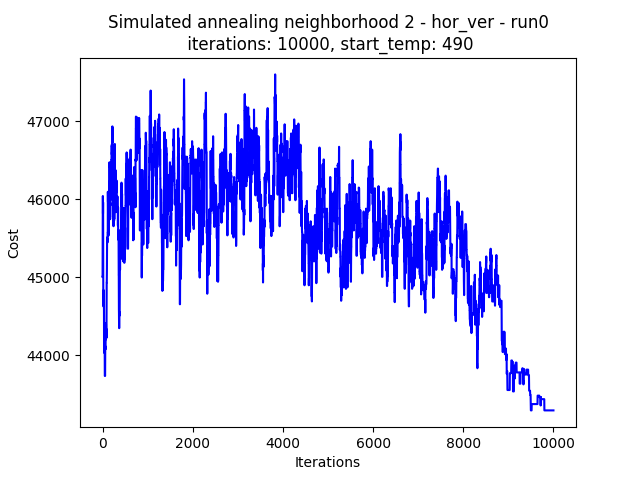 Simulated annealing neighborhood 2 - hor_ver - run0
iterations: 10000, start_temp: 490
47000
46000
45000
44000
Cost
0
2000
4000
6000
8000
10000
Iterations